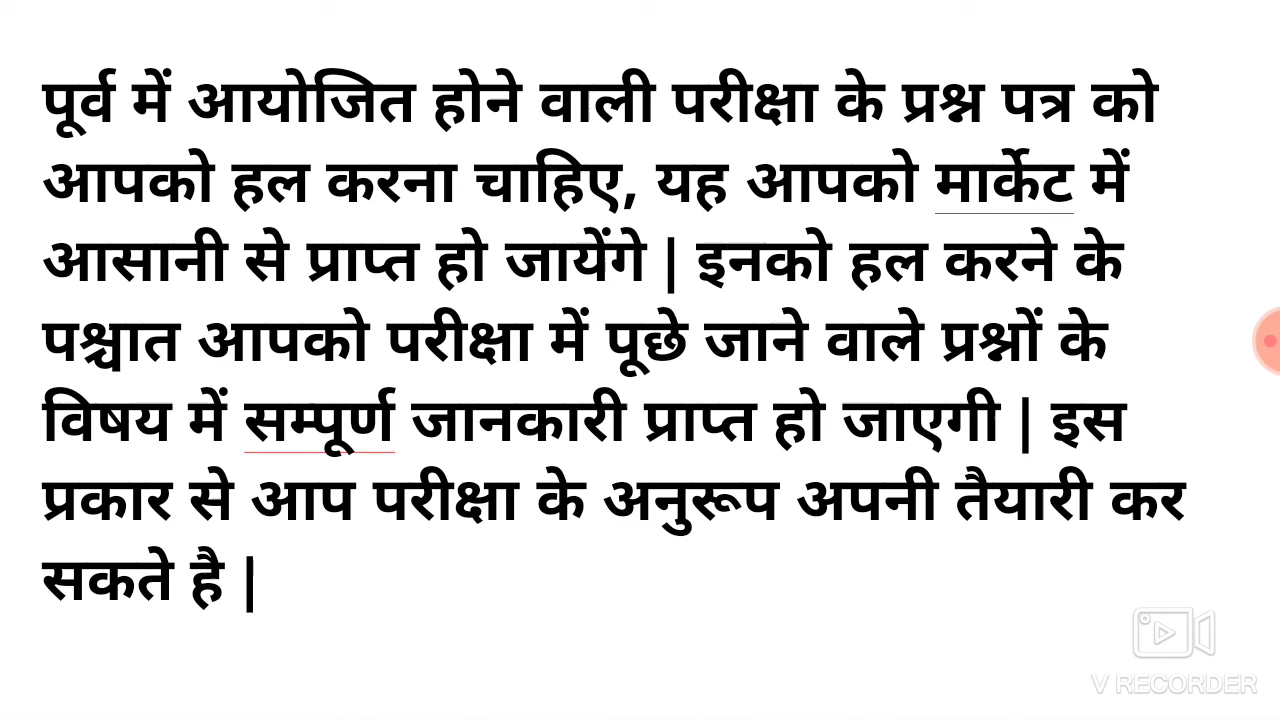 पूर्व में आयोजित होने वाली परीक्षा के प्रश्न पत्र को
आपको हल करना चाहिए, यह आपको मार्केट में
आसानी से प्राप्त हो जायेंगे | इनको हल करने के
पश्चात आपको परीक्षा में पूछे जाने वाले प्रश्नों के
विषय में सम्पूर्ण जानकारी प्राप्त हो जाएगी | इस
प्रकार से आप परीक्षा के अनुरूप अपनी तैयारी कर
सकते है |
V RECORDER